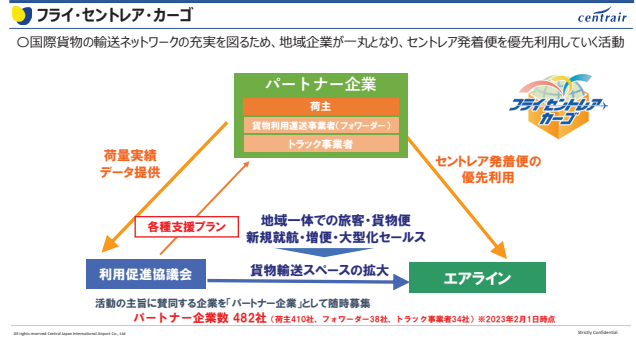 フライ・セントレア・カーゴ
centrair
○国際貨物の輸送ネットワークの充実を図るため、地域企業が一丸となり、セントレア発着便を優先利用していく活動
パートナー企業
荷主
貨物利用運送事業者(フォワーダー)
トラック事業者
フライセントレア
カーゴ
荷量実績
データ提供
セントレア発着便の
優先利用
各種支援プラン
地域一体での旅客・貨物便
新規就航・増便・大型化セールス
利用促進協議会
貨物輸送スペースの拡大
エアライン
活動の主旨に賛同する企業を「パートナー企業」として随時募集
パートナー企業数 482社(荷主410社、フォワーダー38社、トラック事業者34社)※2023年2月1日時点
All rights reserved Central Japan International Airport Co., Ltd
Strictly Confidential